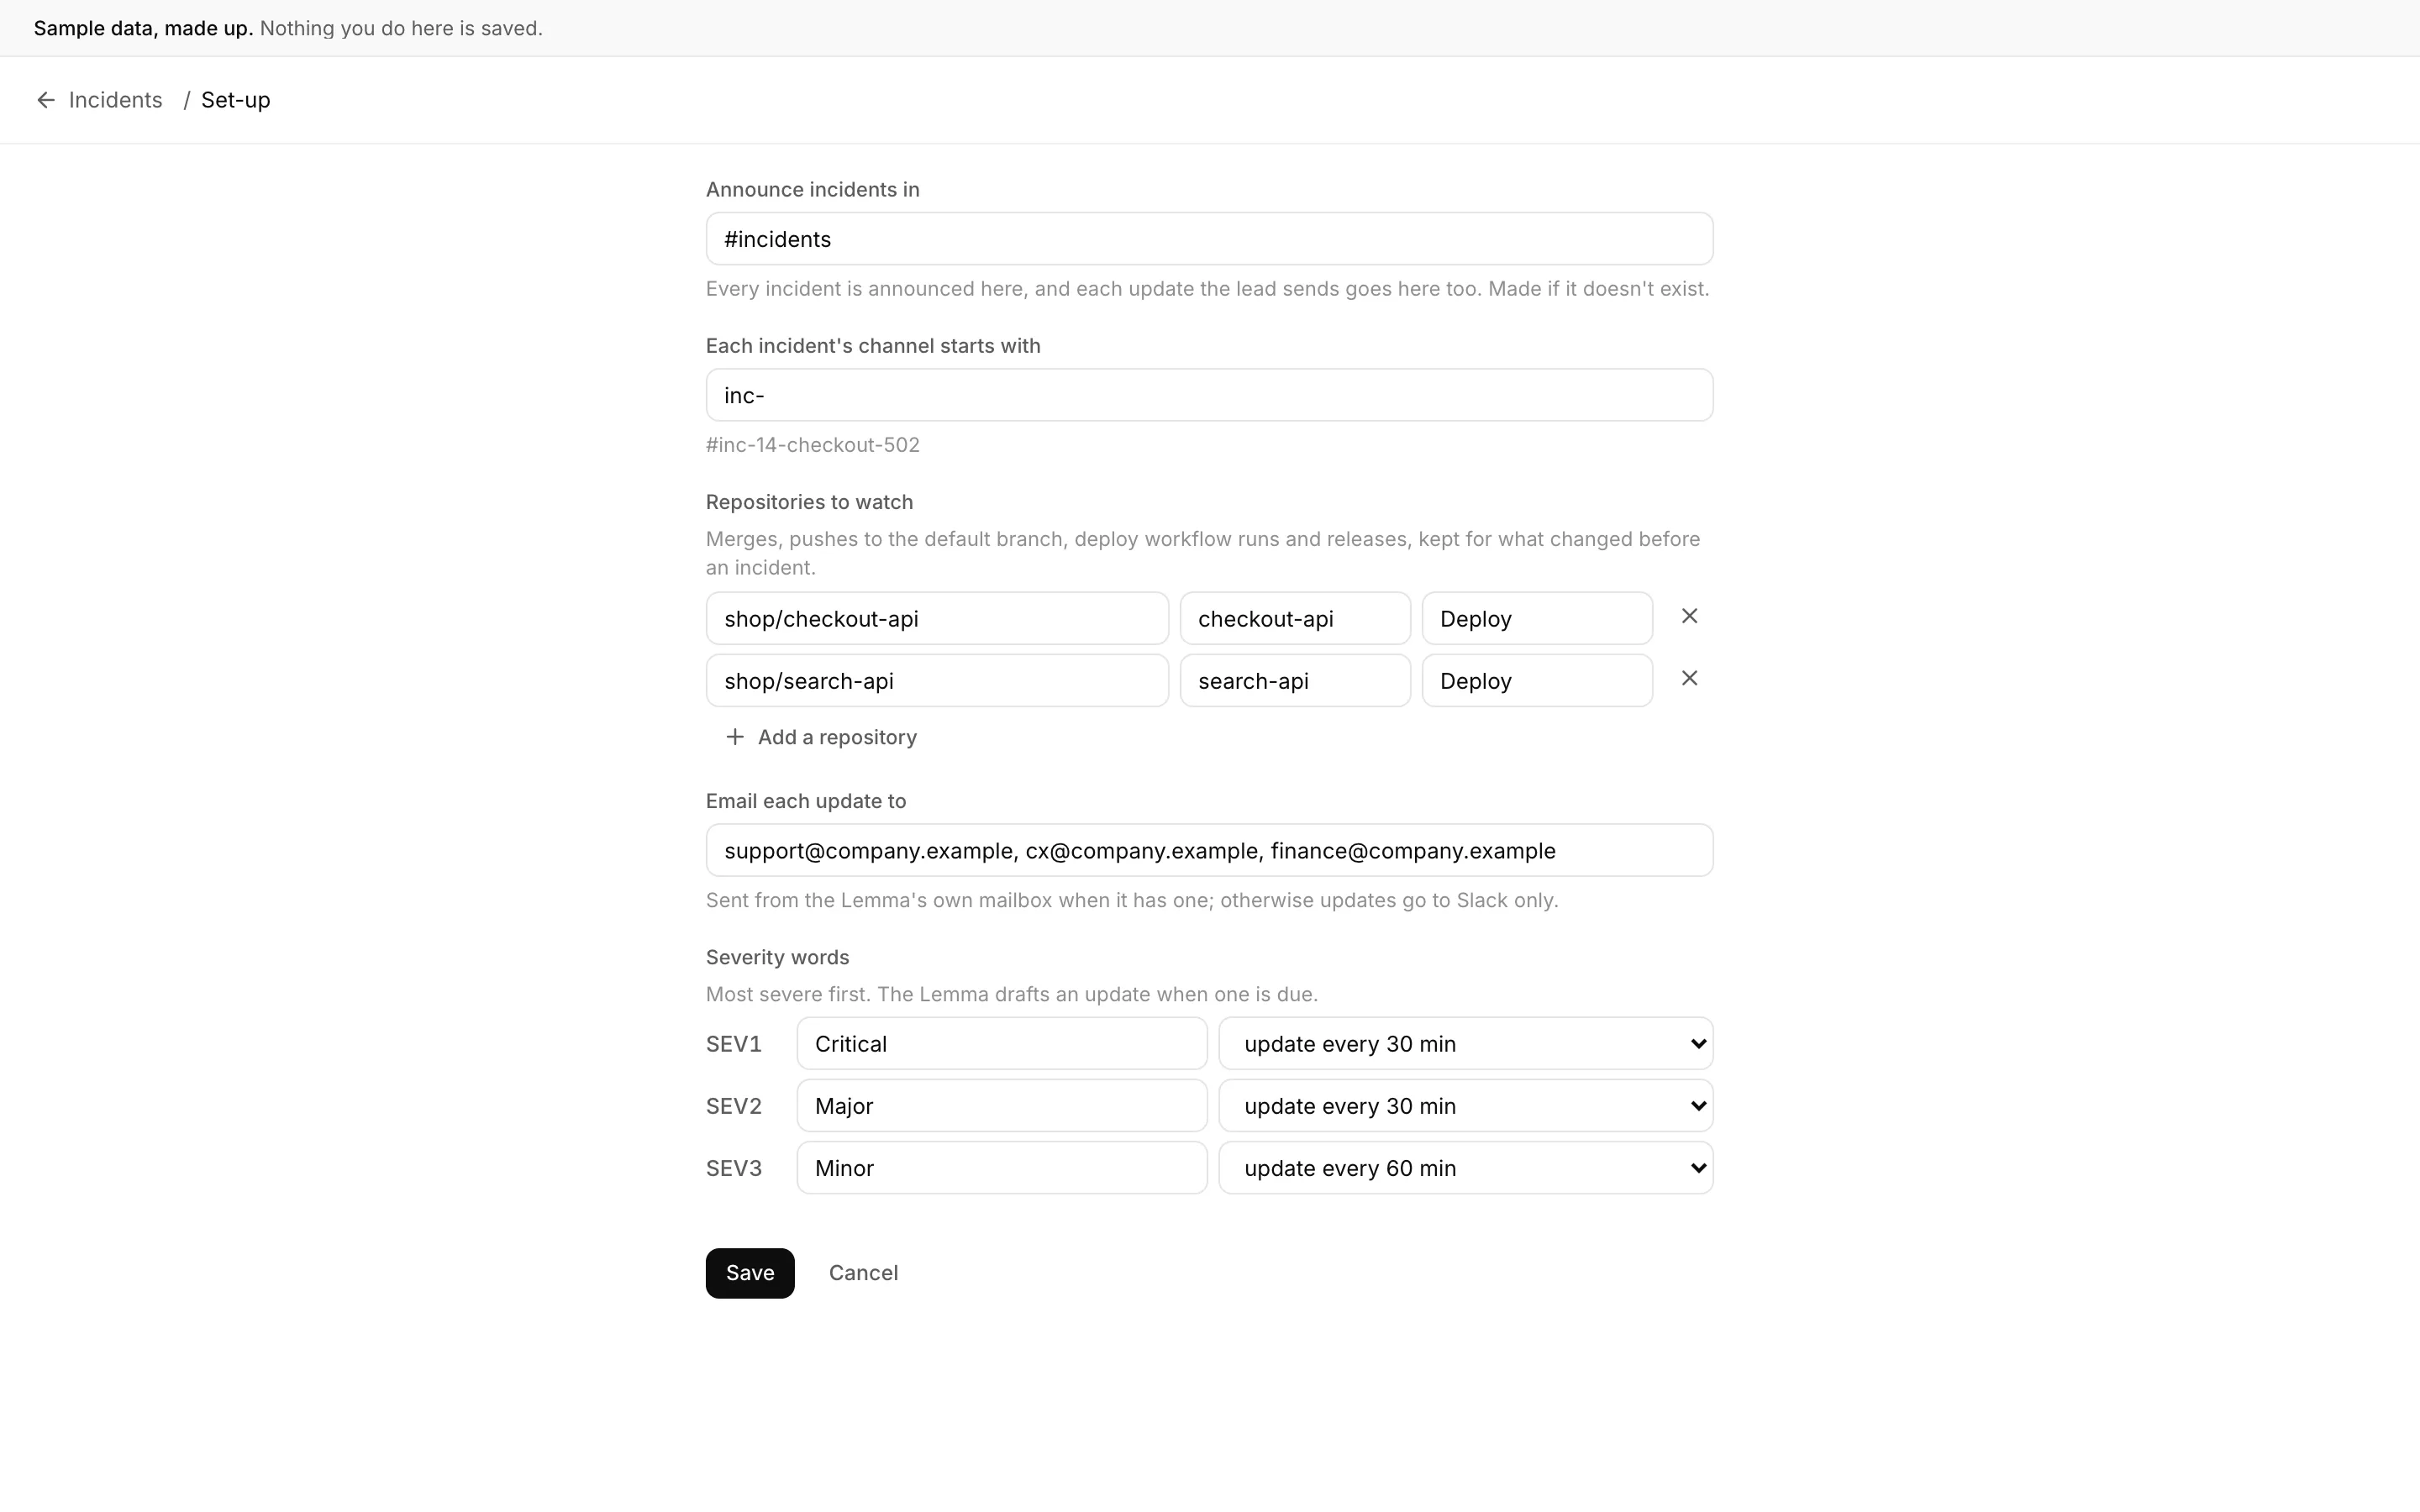 Sample data, made up. Nothing you do here is saved.
Incidents / Set-up
Announce incidents in
#incidents
Every incident is announced here, and each update the lead sends goes here too. Made if it doesn't exist.
Each incident's channel starts with
inc-
#inc-14-checkout-502
Repositories to watch
Merges, pushes to the default branch, deploy workflow runs and releases, kept for what changed before
an incident.
shop/checkout-api checkout-api Deploy
shop/search-api search-api Deploy
Add a repository
Email each update to
support@company.example, cx@company.example, finance@company.example
Sent from the Lemma's own mailbox when it has one; otherwise updates go to Slack only.
Severity words
Most severe first. The Lemma drafts an update when one is due.
SEV1 Critical update every 30 min
SEV2 Major update every 30 min
SEV3 Minor update every 60 min
Save Cancel